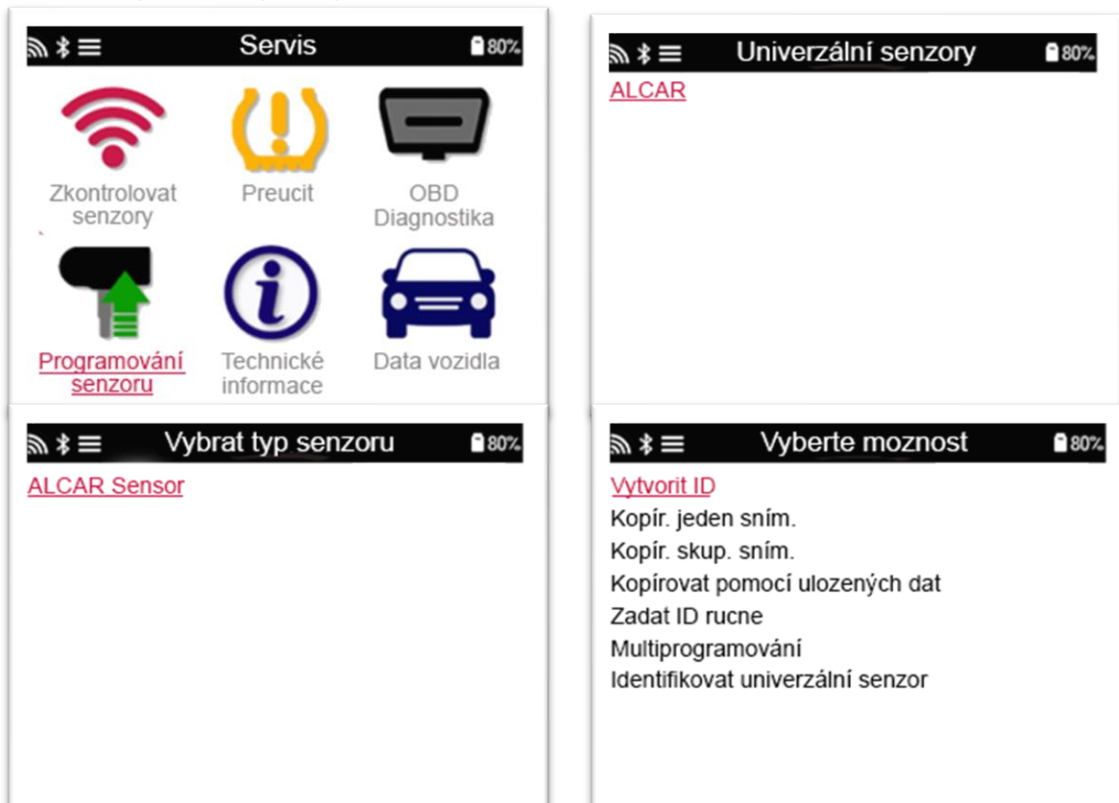 Servis 80%
Zkontrolovat senzory
Preucit
OBD Diagnostika
Programování senzoru
Technické informace
Data vozidla
Univerzální senzory 80%
ALCAR
Vybrat typ senzoru 80%
ALCAR Sensor
Vyberte moznost 80%
Vytvorit ID
Kopír. jeden sním.
Kopír. skup. sním.
Kopírovat pomocí ulozených dat
Zadat ID rucne
Multiprogramování
Identifikovat univerzální senzor